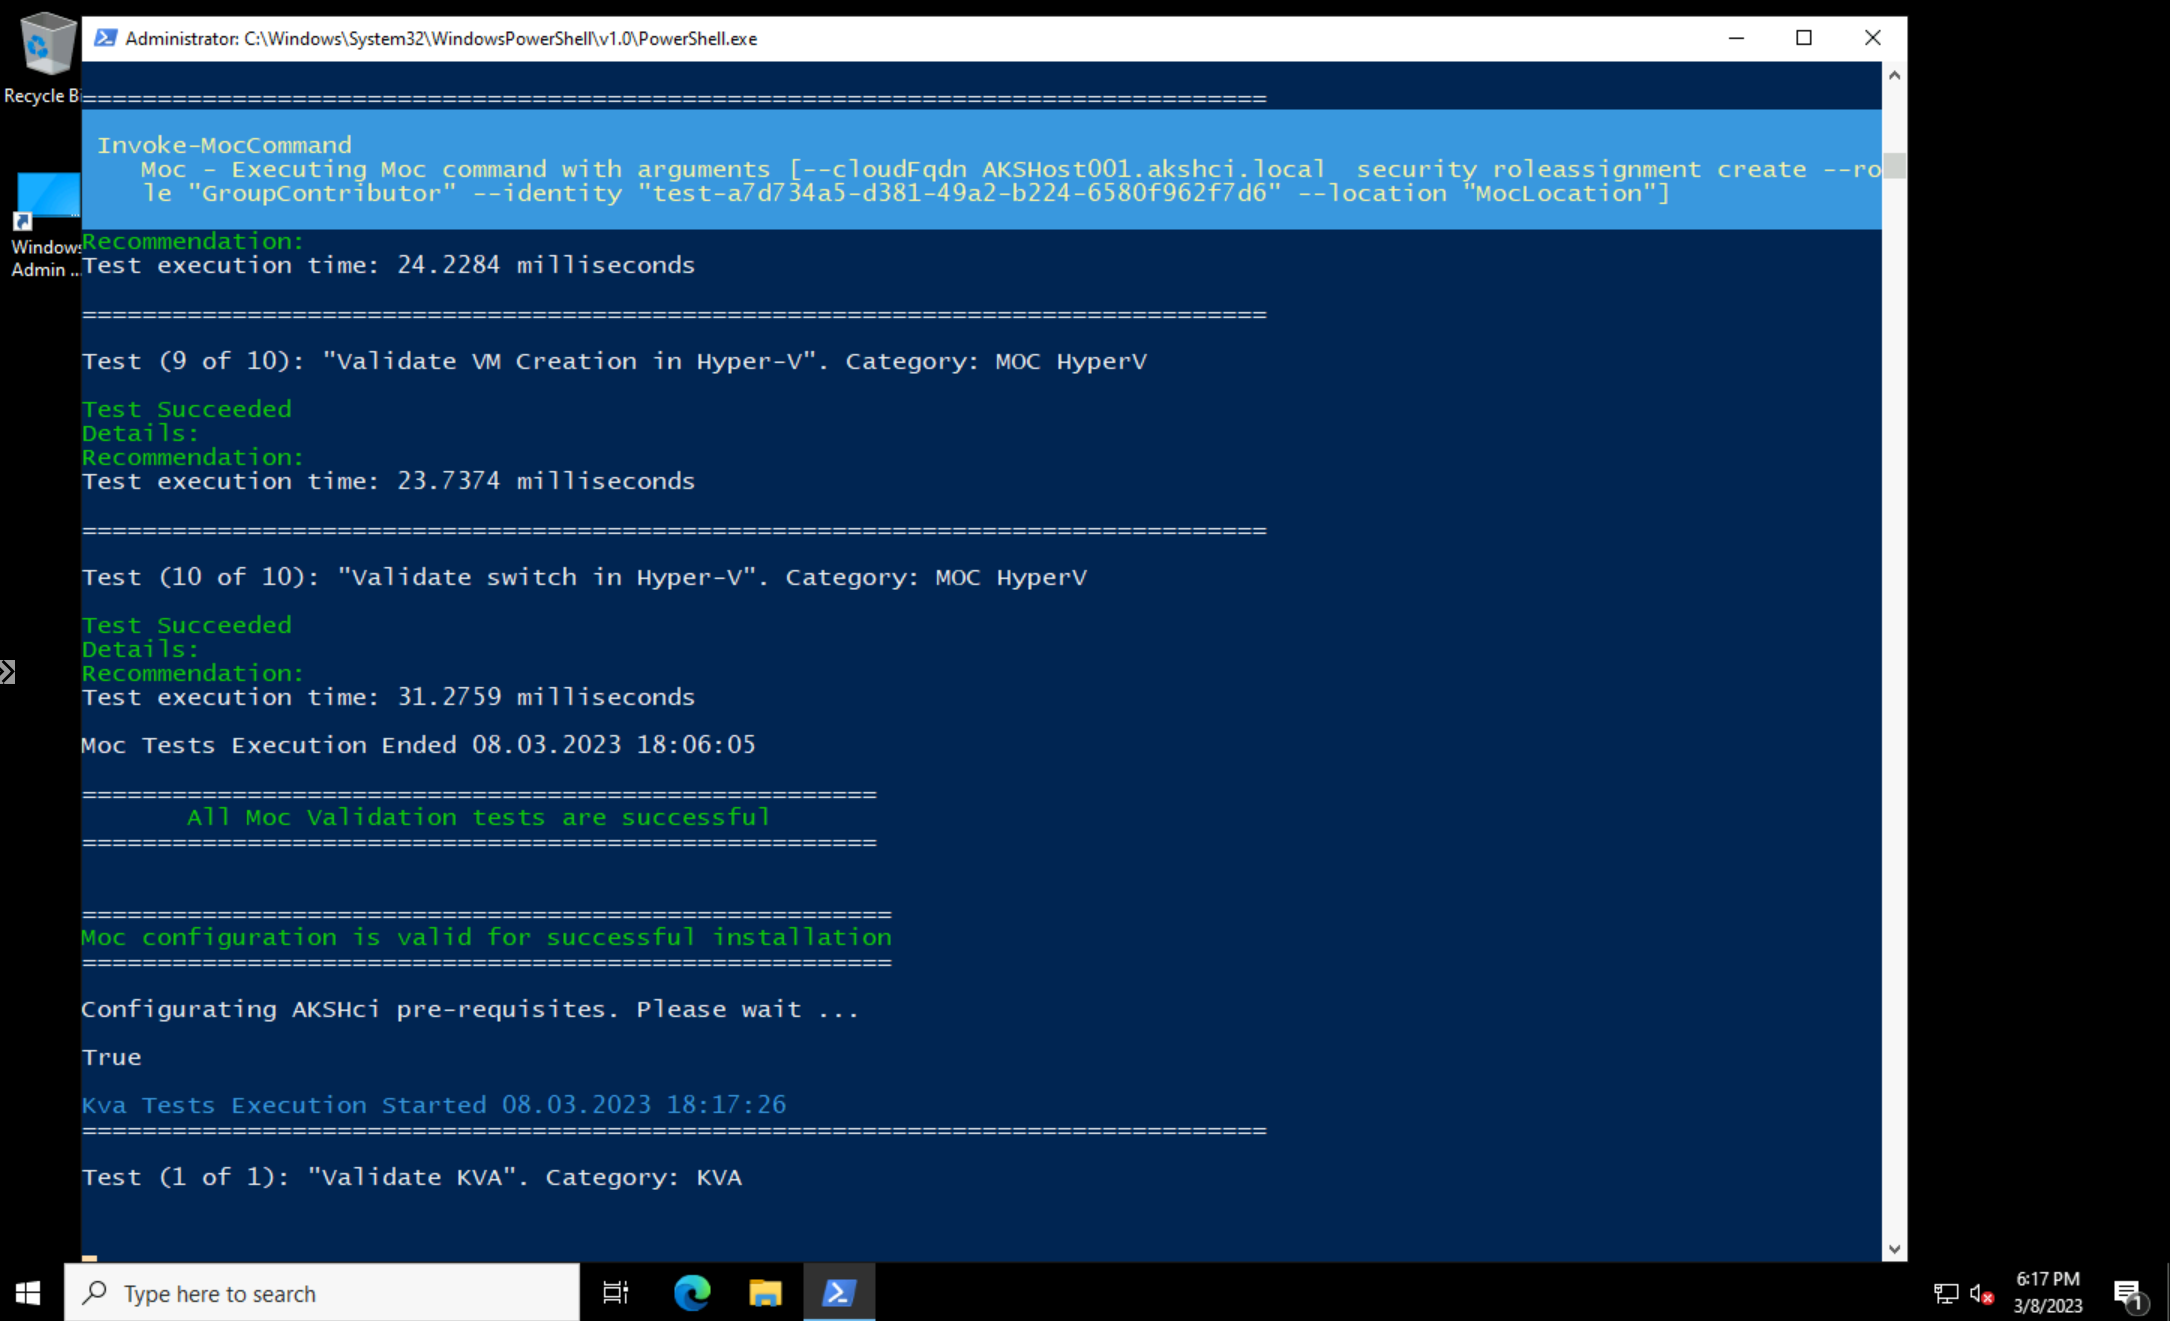 Administrator: C:\Windows\System32\WindowsPowerShell\v1.0\PowerShell.exe
Recycle Bi
===============================================================================
Invoke-MocCommand
Moc - Executing Moc command with arguments [--cloudFqdn AKSHost001.akshci.local  security roleassignment create --ro
le "GroupContributor" --identity "test-a7d734a5-d381-49a2-b224-6580f962f7d6" --location "MocLocation"]
Windows
Admin ...
Recommendation:
Test execution time: 24.2284 milliseconds
===============================================================================
Test (9 of 10): "Validate VM Creation in Hyper-V". Category: MOC HyperV
Test Succeeded
Details:
Recommendation:
Test execution time: 23.7374 milliseconds
===============================================================================
Test (10 of 10): "Validate switch in Hyper-V". Category: MOC HyperV
Test Succeeded
Details:
Recommendation:
Test execution time: 31.2759 milliseconds
Moc Tests Execution Ended 08.03.2023 18:06:05
=====================================================
All Moc Validation tests are successful
=====================================================
======================================================
Moc configuration is valid for successful installation
======================================================
Configurating AKSHci pre-requisites. Please wait ...
True
Kva Tests Execution Started 08.03.2023 18:17:26
===============================================================================
Test (1 of 1): "Validate KVA". Category: KVA
Type here to search
6:17 PM
3/8/2023
1